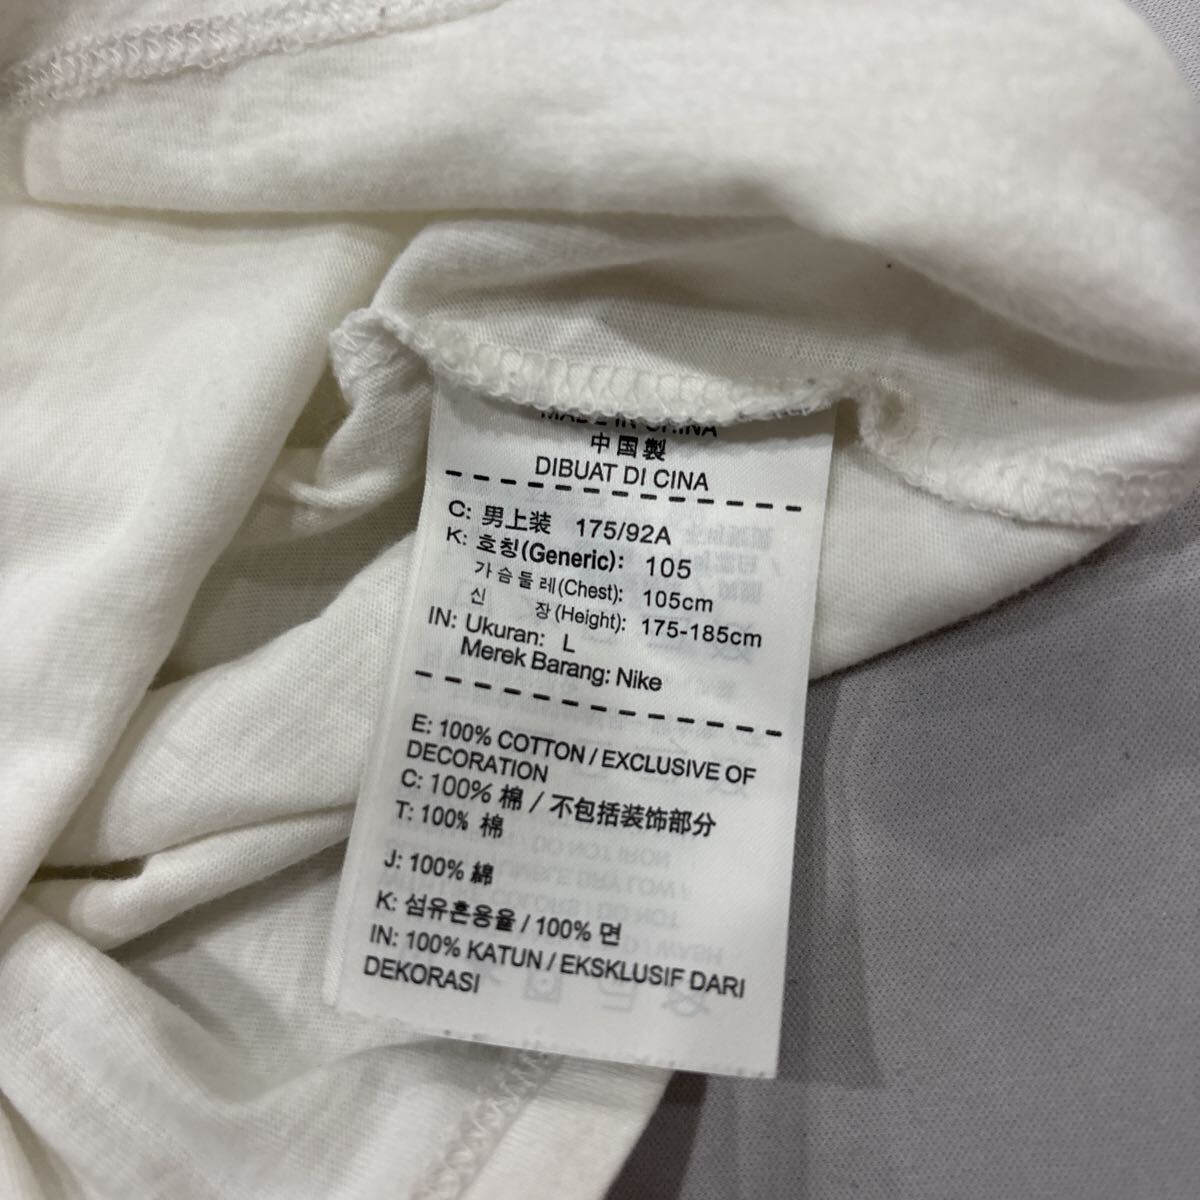 MADE IN CHINA
中国製
DIBUAT DI CINA
C: 男上装 175/92A
K: 호칭(Generic): 105
가슴둘레(Chest): 105cm
신 장(Height): 175-185cm
IN: Ukuran: L
Merek Barang: Nike
E: 100% COTTON / EXCLUSIVE OF
DECORATION
C: 100% 棉 / 不包括装饰部分
T: 100% 棉
J: 100% 綿
K: 섬유혼용율 / 100% 면
IN: 100% KATUN / EKSKLUSIF DARI
DEKORASI